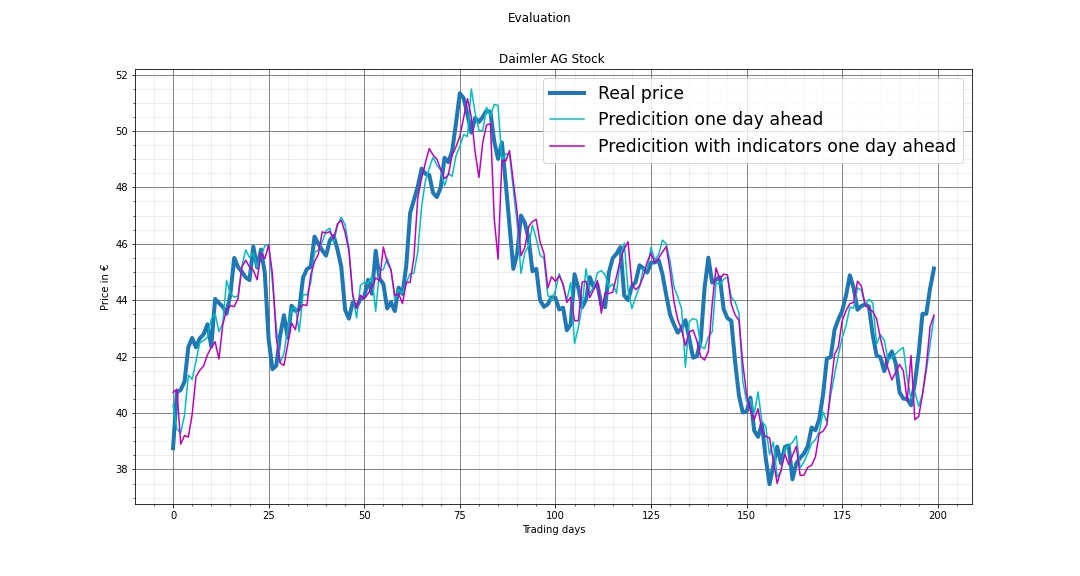 Evaluation
Daimler AG Stock
Real price
Predicition one day ahead
Predicition with indicators one day ahead
Price in €
52
50
48
46
44
42
40
38
0 25 50 75 100 125 150 175 200
Trading days